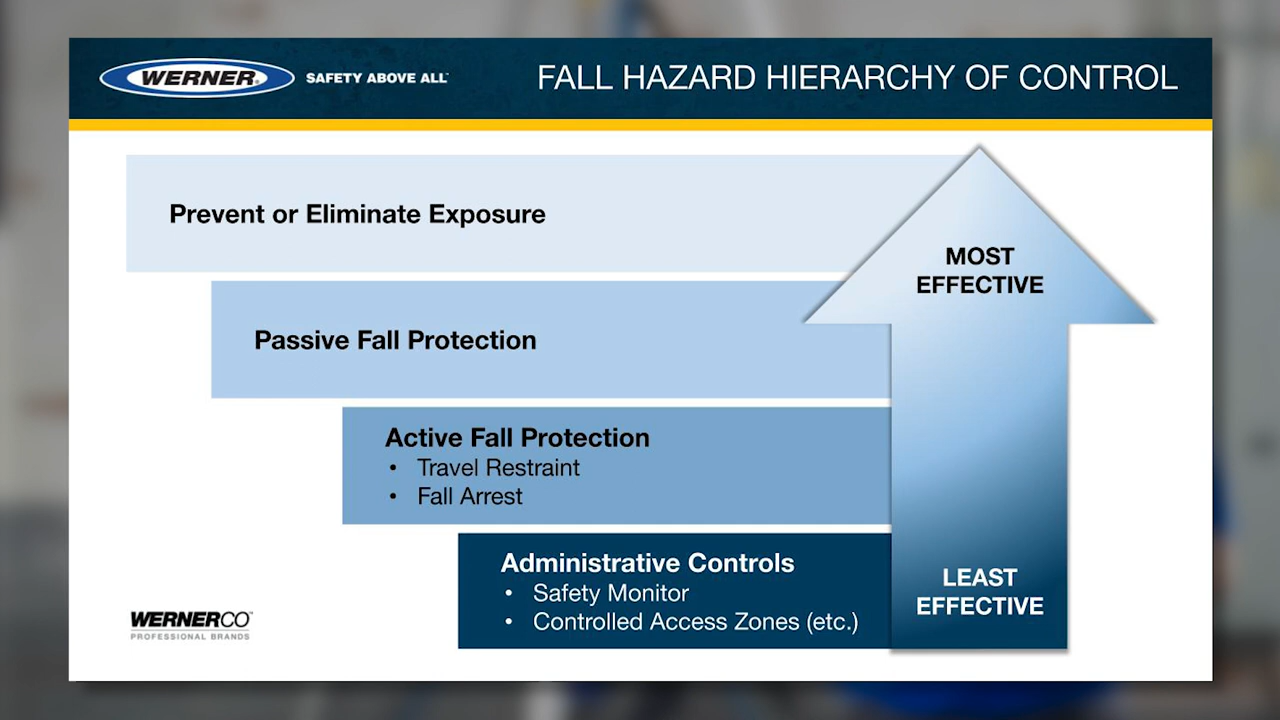 WERNER
SAFETY ABOVE ALL
FALL HAZARD HIERARCHY OF CONTROL
Prevent or Eliminate Exposure
MOST
EFFECTIVE
Passive Fall Protection
Active Fall Protection
• Travel Restraint
• Fall Arrest
Administrative Controls
• Safety Monitor
• Controlled Access Zones (etc.)
LEAST
EFFECTIVE
WERNERCO
PROFESSIONAL BRANDS